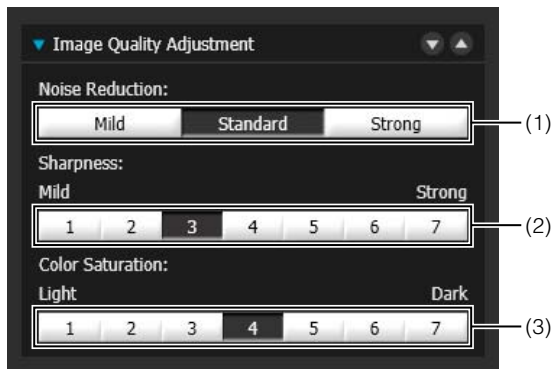 Image Quality Adjustment
Noise Reduction:
Mild Standard Strong (1)
Sharpness:
Mild Strong
1 2 3 4 5 6 7 (2)
Color Saturation:
Light Dark
1 2 3 4 5 6 7 (3)